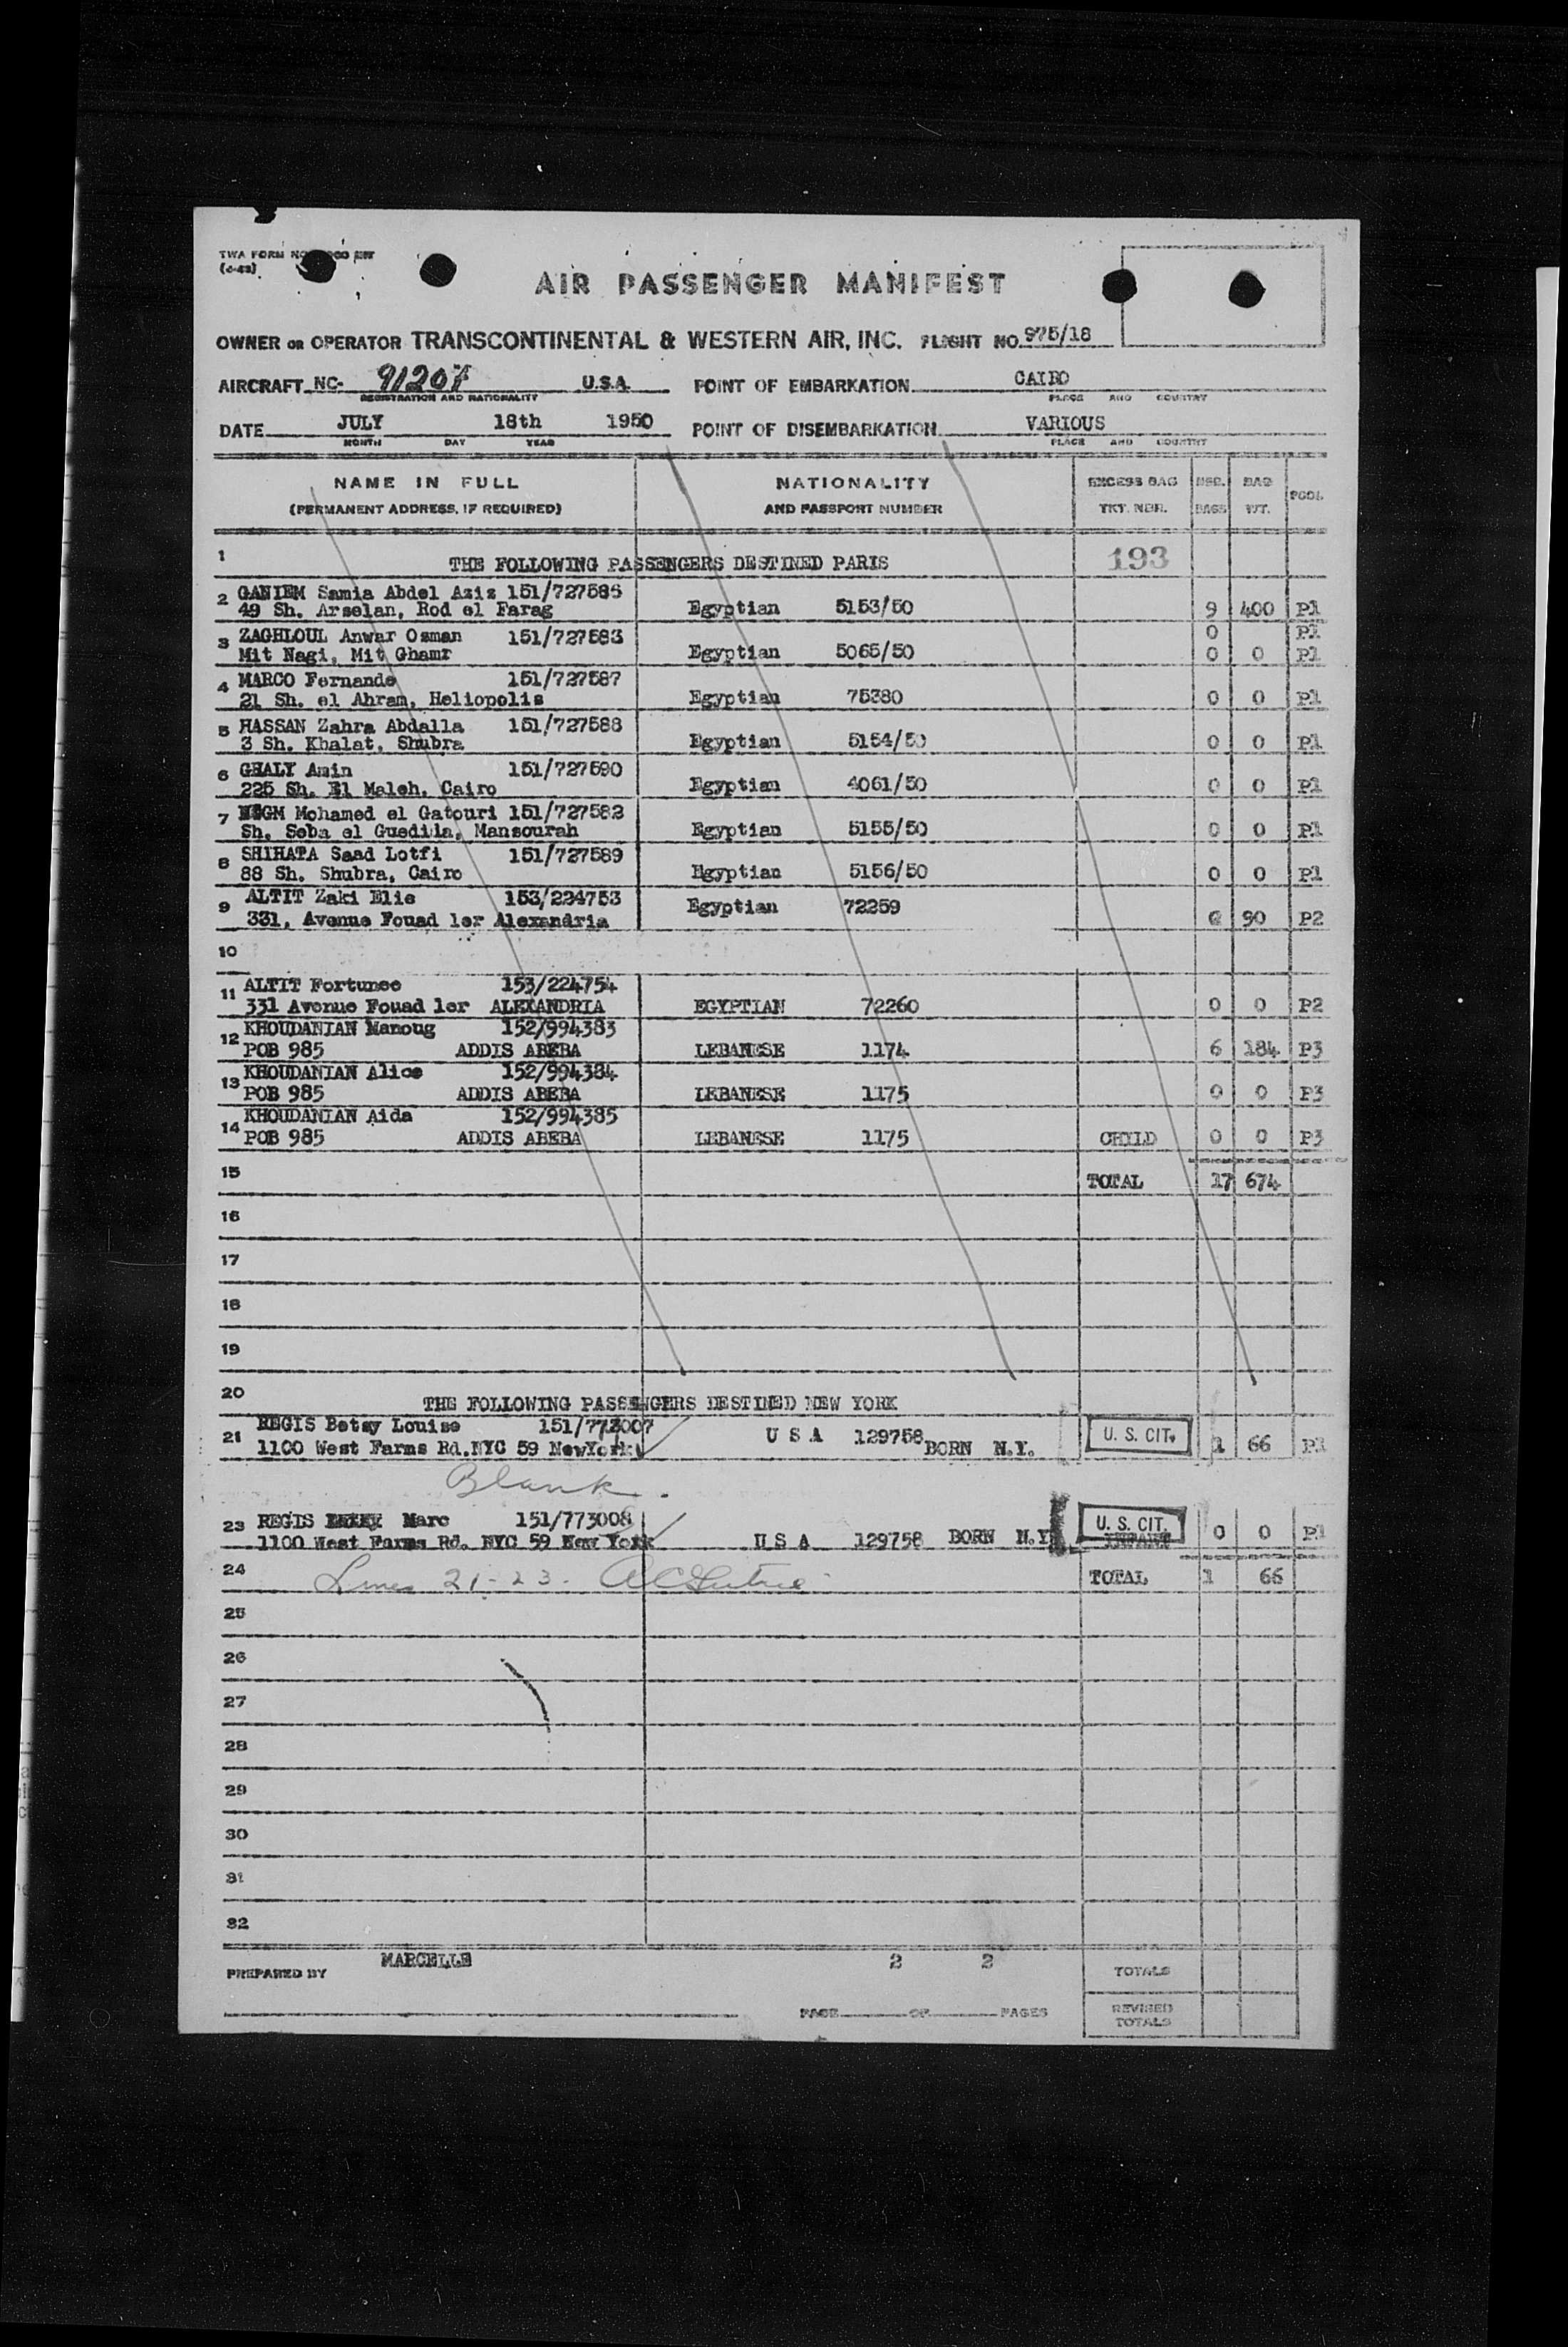 TWA FORM NO
AIR PASSENGER MANIFEST
OWNER OR OPERATOR TRANSCONTINENTAL & WESTERN AIR, INC. FLIGHT NO. 975/18
AIRCRAFT NC- 91207 U.S.A. POINT OF EMBARKATION CAIRO
REGISTRATION AND NATIONALITY PLACE AND COUNTRY
DATE JULY 18th 1950 POINT OF DISEMBARKATION VARIOUS
MONTH DAY YEAR PLACE AND COUNTRY
NAME IN FULL NATIONALITY EXCESS BAG BAG
(PERMANENT ADDRESS, IF REQUIRED) AND PASSPORT NUMBER TKT. NBR. BAGS WT. POOL
1 THE FOLLOWING PASSENGERS DESTINED PARIS 193
2 GANIEM Samia Abdel Aziz 151/727586
49 Sh. Arselan, Rod el Farag Egyptian 5153/50 9 400 P1
3 ZAGHLOUL Anwar Osman 151/727583 0 P1
Mit Nagi, Mit Ghamr Egyptian 5065/50 0 0 P1
4 MARCO Fernande 151/727587
21 Sh. el Ahram, Heliopolis Egyptian 75380 0 0 P1
5 HASSAN Zahra Abdalla 151/727588
3 Sh. Khalat, Shubra Egyptian 5154/50 0 0 P1
6 GHALY Amin 151/727590
225 Sh. El Maleh, Cairo Egyptian 4061/50 0 0 P1
7 NEGM Mohamed el Gatouri 151/727582
Sh. Seba el Guedida, Mansourah Egyptian 5155/50 0 0 P1
8 SHIHATA Saad Lotfi 151/727589
88 Sh. Shubra, Cairo Egyptian 5156/50 0 0 P1
9 ALTIT Zaki Elie 153/224753 Egyptian 72259
331, Avenue Fouad 1er Alexandria 90 P2
10
11 ALTIT Fortunee 153/224754
331 Avenue Fouad 1er ALEXANDRIA EGYPTIAN 72260 0 0 P2
12 KHOUDANIAN Manoug 152/994383
POB 985 ADDIS ABEBA LEBANESE 1174 6 184 P3
13 KHOUDANIAN Alice 152/994384
POB 985 ADDIS ABEBA LEBANESE 1175 0 0 P3
14 KHOUDANIAN Aida 152/994385
POB 985 ADDIS ABEBA LEBANESE 1175 CHILD 0 0 P3
15 TOTAL 17 674
16
17
18
19
20 THE FOLLOWING PASSENGERS DESTINED NEW YORK
21 REGIS Betsy Louise 151/773007 U S A 129758 U. S. CIT.
1100 West Farms Rd.NYC 59 NewYork BORN N.Y. 1 66 P1
Blank.
23 REGIS Marc 151/773008 U. S. CIT.
1100 West Farms Rd. NYC 59 New York U S A 129758 BORN N.Y 0 0 P1
24 Lines 21-23. TOTAL 1 66
25
26
27
28
29
30
31
32
PREPARED BY MARCELLE 2 2 TOTALS
PAGE OF PAGES REVISED
TOTALS